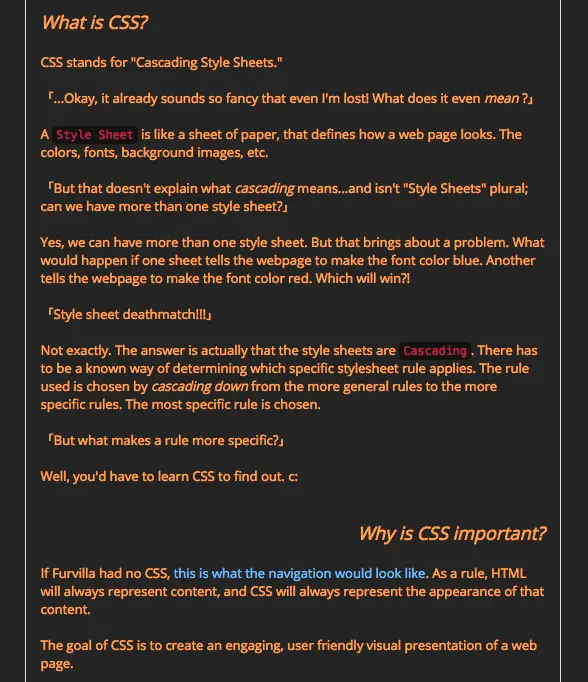 What is CSS?
CSS stands for "Cascading Style Sheets."
「...Okay, it already sounds so fancy that even I'm lost! What does it even mean ?」
A Style Sheet is like a sheet of paper, that defines how a web page looks. The
colors, fonts, background images, etc.
「But that doesn't explain what cascading means...and isn't "Style Sheets" plural;
can we have more than one style sheet?」
Yes, we can have more than one style sheet. But that brings about a problem. What
would happen if one sheet tells the webpage to make the font color blue. Another
tells the webpage to make the font color red. Which will win?!
「Style sheet deathmatch!!!」
Not exactly. The answer is actually that the style sheets are Cascading . There has
to be a known way of determining which specific stylesheet rule applies. The rule
used is chosen by cascading down from the more general rules to the more
specific rules. The most specific rule is chosen.
「But what makes a rule more specific?」
Well, you'd have to learn CSS to find out. c:
Why is CSS important?
If Furvilla had no CSS, this is what the navigation would look like. As a rule, HTML
will always represent content, and CSS will always represent the appearance of that
content.
The goal of CSS is to create an engaging, user friendly visual presentation of a web
page.